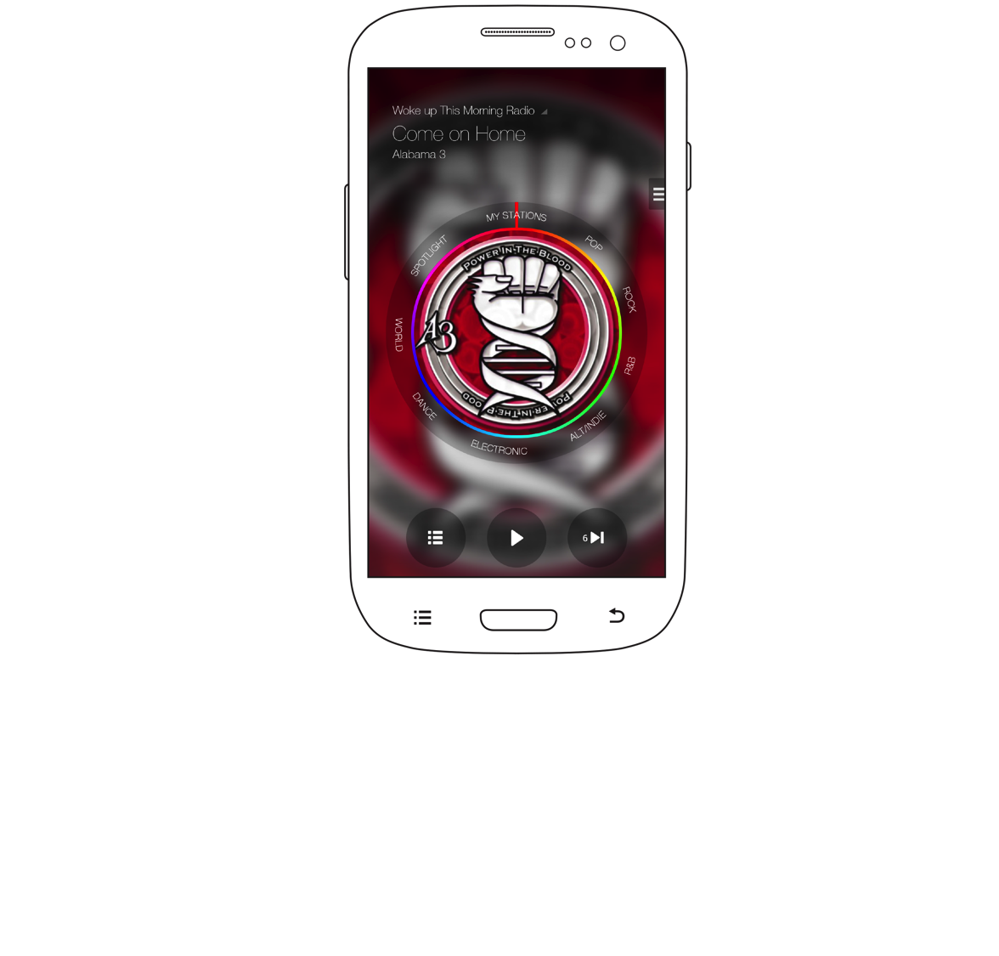 Woke up This Morning Radio
Come on Home
Alabama 3
MY STATIONS
POP
ROCK
R&B
ALT/INDIE
ELECTRONIC
DANCE
WORLD
SPOTLIGHT
POWER·IN·THE·BLOOD
A3
6